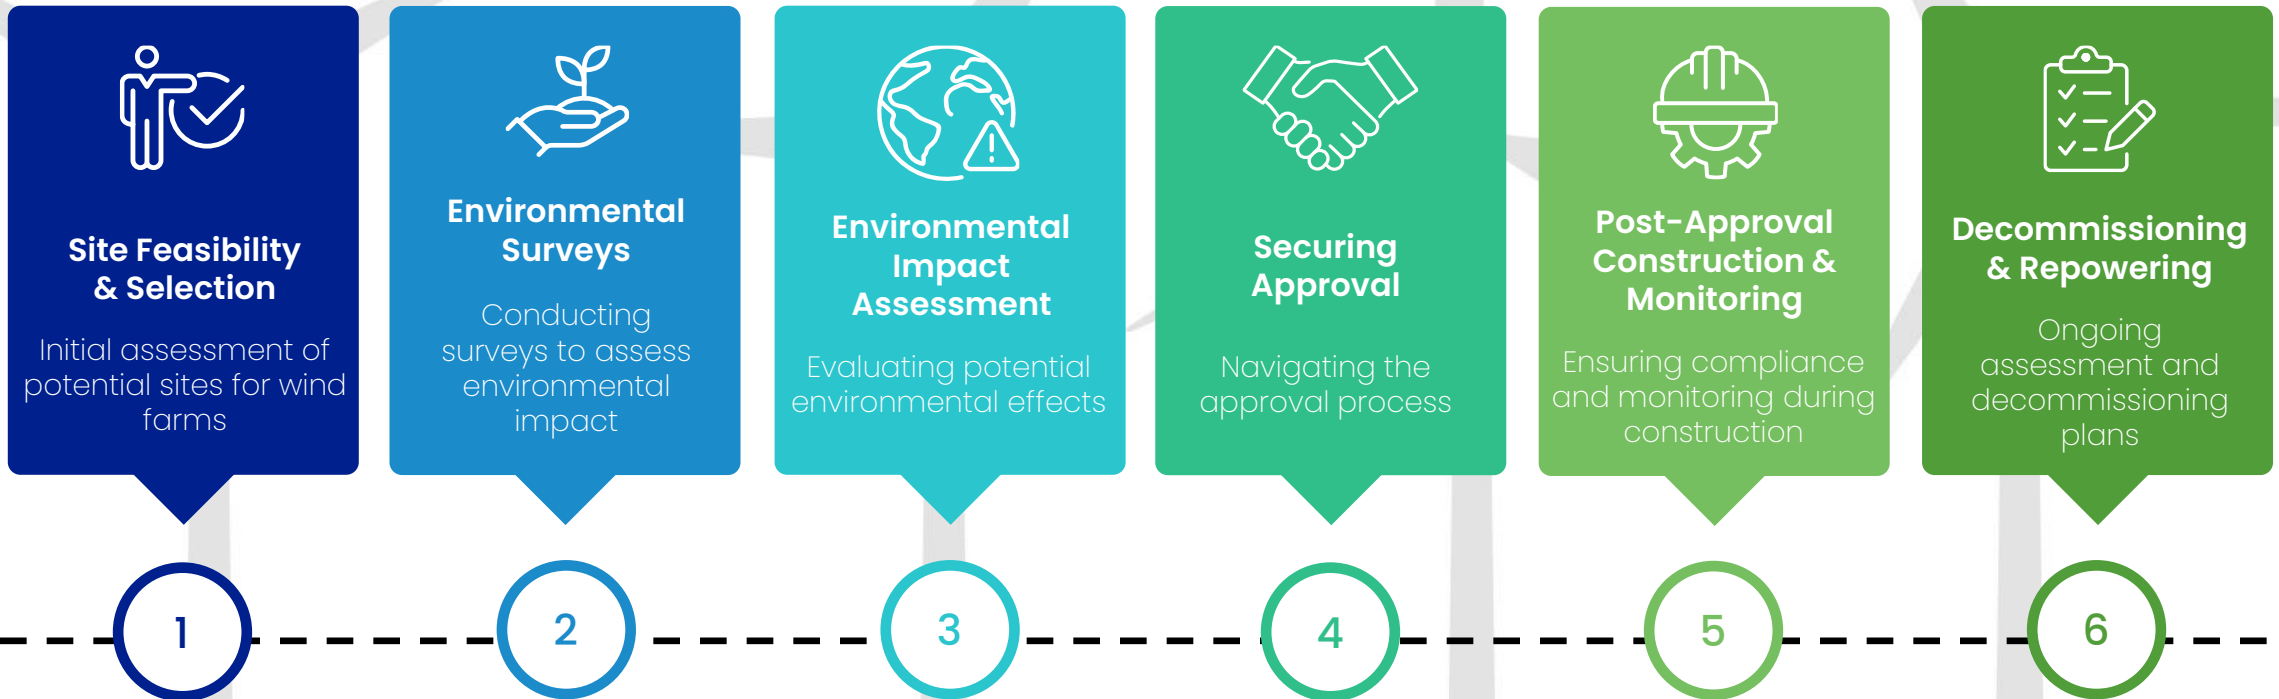 Site Feasibility
& Selection
Initial assessment of
potential sites for wind
farms
Environmental
Surveys
Conducting
surveys to assess
environmental
impact
Environmental
Impact
Assessment
Evaluating potential
environmental effects
Securing
Approval
Navigating the
approval process
Post-Approval
Construction &
Monitoring
Ensuring compliance
and monitoring during
construction
Decommissioning
& Repowering
Ongoing
assessment and
decommissioning
plans
1
2
3
4
5
6